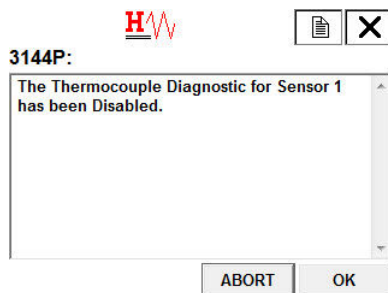 H
3144P:
The Thermocouple Diagnostic for Sensor 1
has been Disabled.
ABORT OK